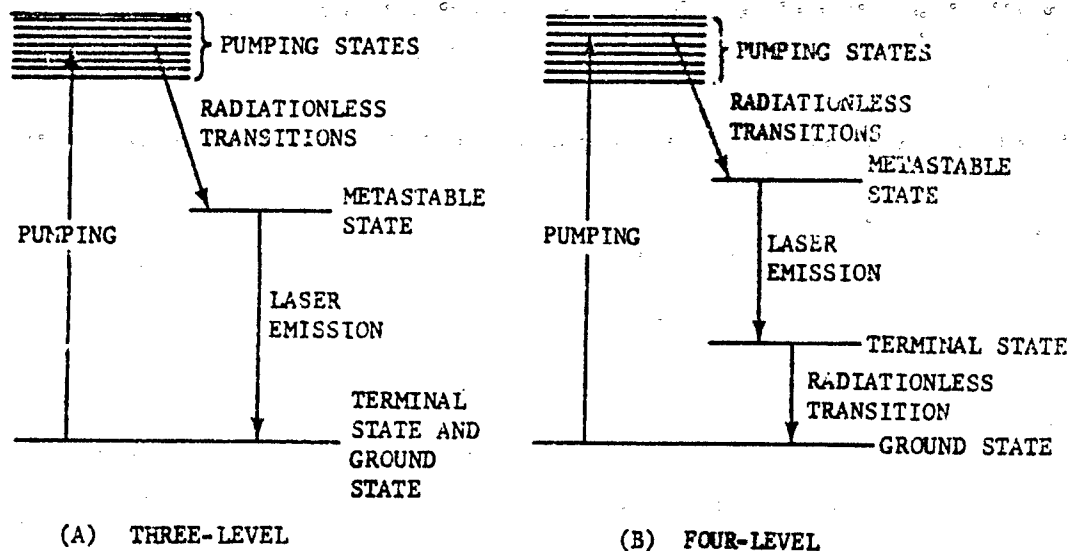 PUMPING STATES
RADIATIONLESS
TRANSITIONS
METASTABLE
STATE
PUMPING
LASER
EMISSION
TERMINAL
STATE AND
GROUND
STATE
(A) THREE-LEVEL
PUMPING STATES
RADIATIONLESS
TRANSITIONS
METASTABLE
STATE
PUMPING
LASER
EMISSION
TERMINAL STATE
RADIATIONLESS
TRANSITION
GROUND STATE
(B) FOUR-LEVEL